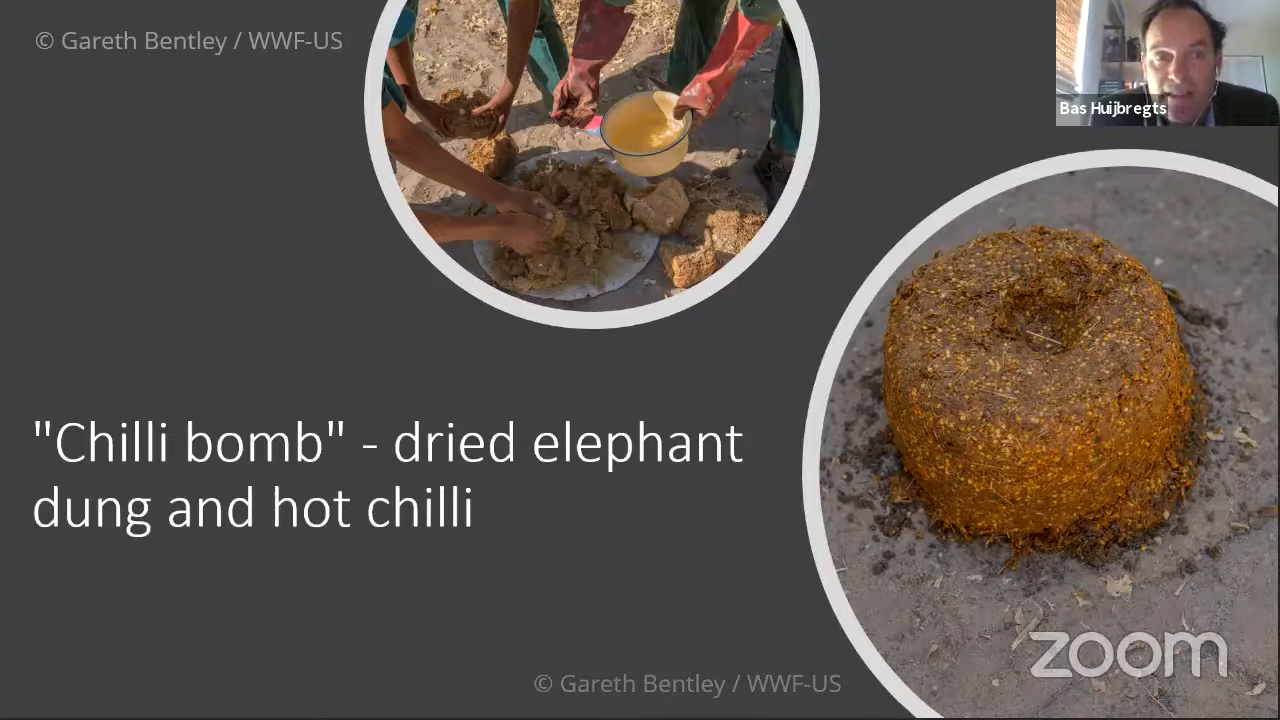 © Gareth Bentley / WWF-US
Bas Huijbregts
"Chilli bomb" - dried elephant
dung and hot chilli
zoom
© Gareth Bentley / WWF-US